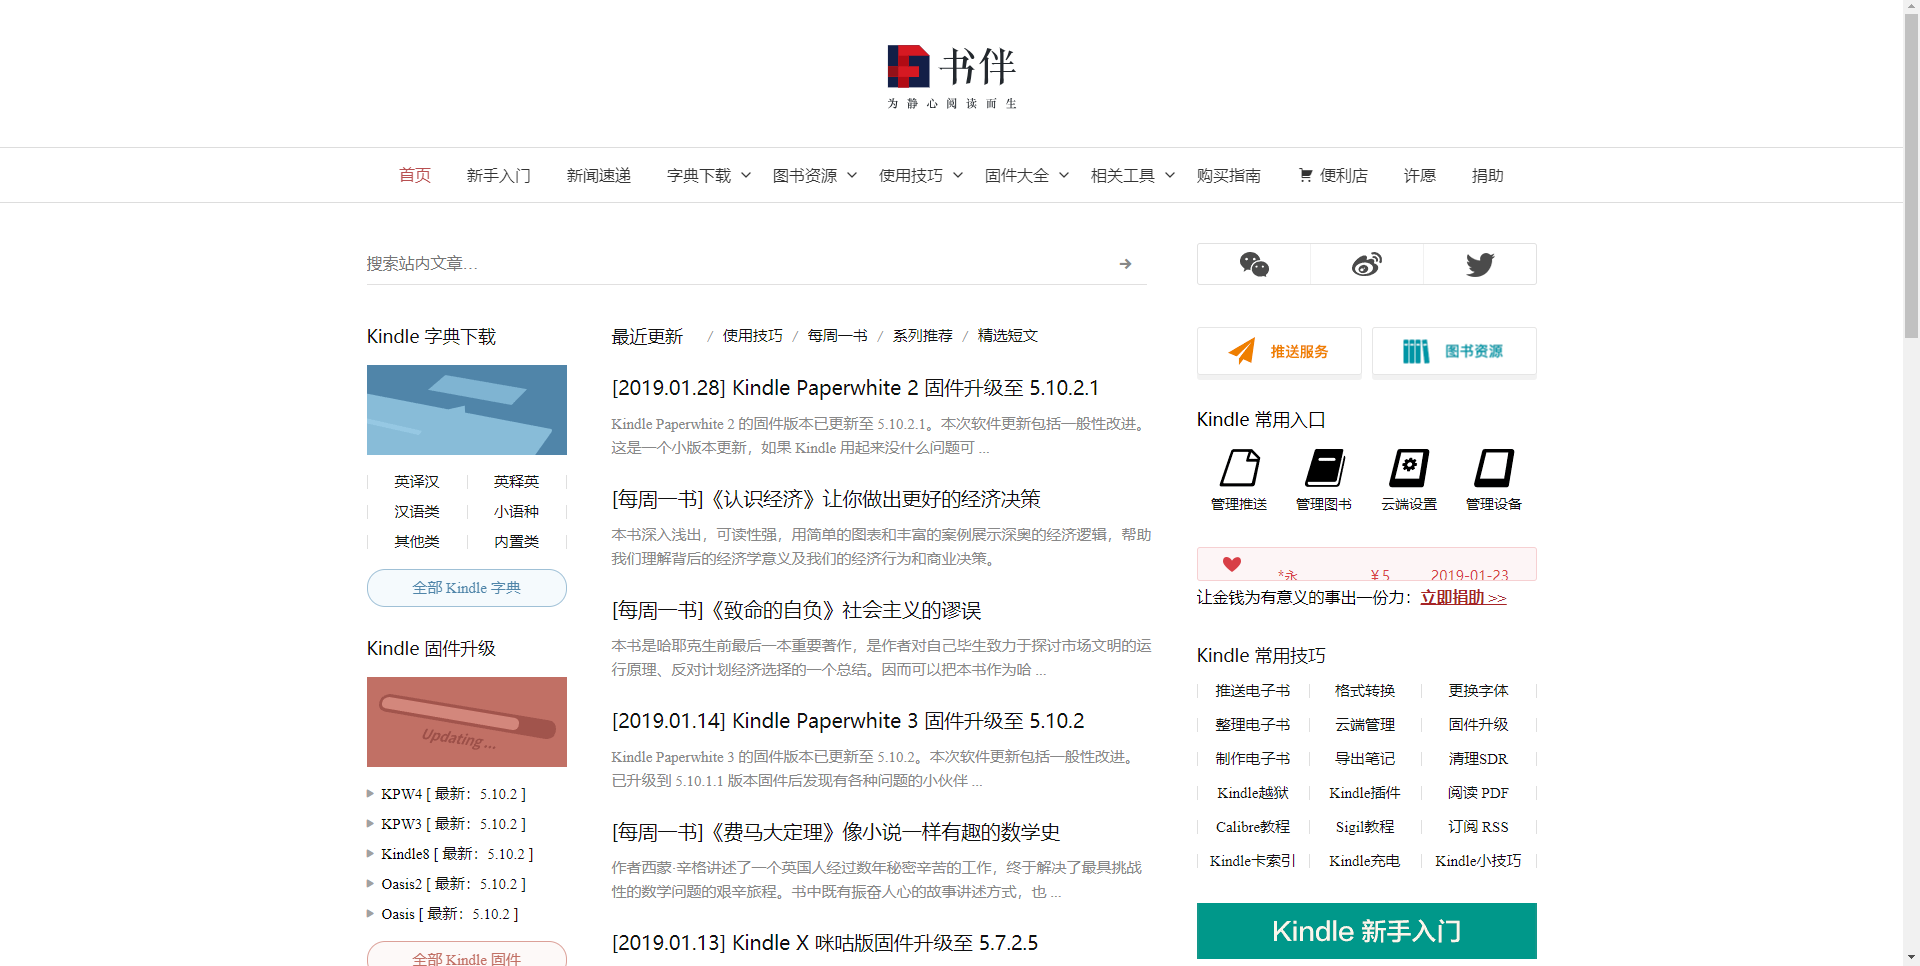 书伴
为静心阅读而生
首页 新手入门 新闻速递 字典下载 图书资源 使用技巧 固件大全 相关工具 购买指南 便利店 许愿 捐助
搜索站内文章…
Kindle 字典下载
英译汉 英释英
汉语类 小语种
其他类 内置类
全部 Kindle 字典
Kindle 固件升级
Updating ...
KPW4 [ 最新：5.10.2 ]
KPW3 [ 最新：5.10.2 ]
Kindle8 [ 最新：5.10.2 ]
Oasis2 [ 最新：5.10.2 ]
Oasis [ 最新：5.10.2 ]
全部 Kindle 固件
最近更新 / 使用技巧 / 每周一书 / 系列推荐 / 精选短文
[2019.01.28] Kindle Paperwhite 2 固件升级至 5.10.2.1
Kindle Paperwhite 2 的固件版本已更新至 5.10.2.1。本次软件更新包括一般性改进。
这是一个小版本更新，如果 Kindle 用起来没什么问题可 ...
[每周一书]《认识经济》让你做出更好的经济决策
本书深入浅出，可读性强，用简单的图表和丰富的案例展示深奥的经济逻辑，帮助
我们理解背后的经济学意义及我们的经济行为和商业决策。
[每周一书]《致命的自负》社会主义的谬误
本书是哈耶克生前最后一本重要著作，是作者对自己毕生致力于探讨市场文明的运
行原理、反对计划经济选择的一个总结。因而可以把本书作为哈 ...
[2019.01.14] Kindle Paperwhite 3 固件升级至 5.10.2
Kindle Paperwhite 3 的固件版本已更新至 5.10.2。本次软件更新包括一般性改进。
已升级到 5.10.1.1 版本固件后发现有各种问题的小伙伴 ...
[每周一书]《费马大定理》像小说一样有趣的数学史
作者西蒙·辛格讲述了一个英国人经过数年秘密辛苦的工作，终于解决了最具挑战
性的数学问题的艰辛旅程。书中既有振奋人心的故事讲述方式，也 ...
[2019.01.13] Kindle X 咪咕版固件升级至 5.7.2.5
推送服务 图书资源
Kindle 常用入口
管理推送 管理图书 云端设置 管理设备
*永 ￥5 2019-01-23
让金钱为有意义的事出一份力：立即捐助 >>
Kindle 常用技巧
推送电子书 格式转换 更换字体
整理电子书 云端管理 固件升级
制作电子书 导出笔记 清理SDR
Kindle越狱 Kindle插件 阅读 PDF
Calibre教程 Sigil教程 订阅 RSS
Kindle卡索引 Kindle充电 Kindle小技巧
Kindle 新手入门